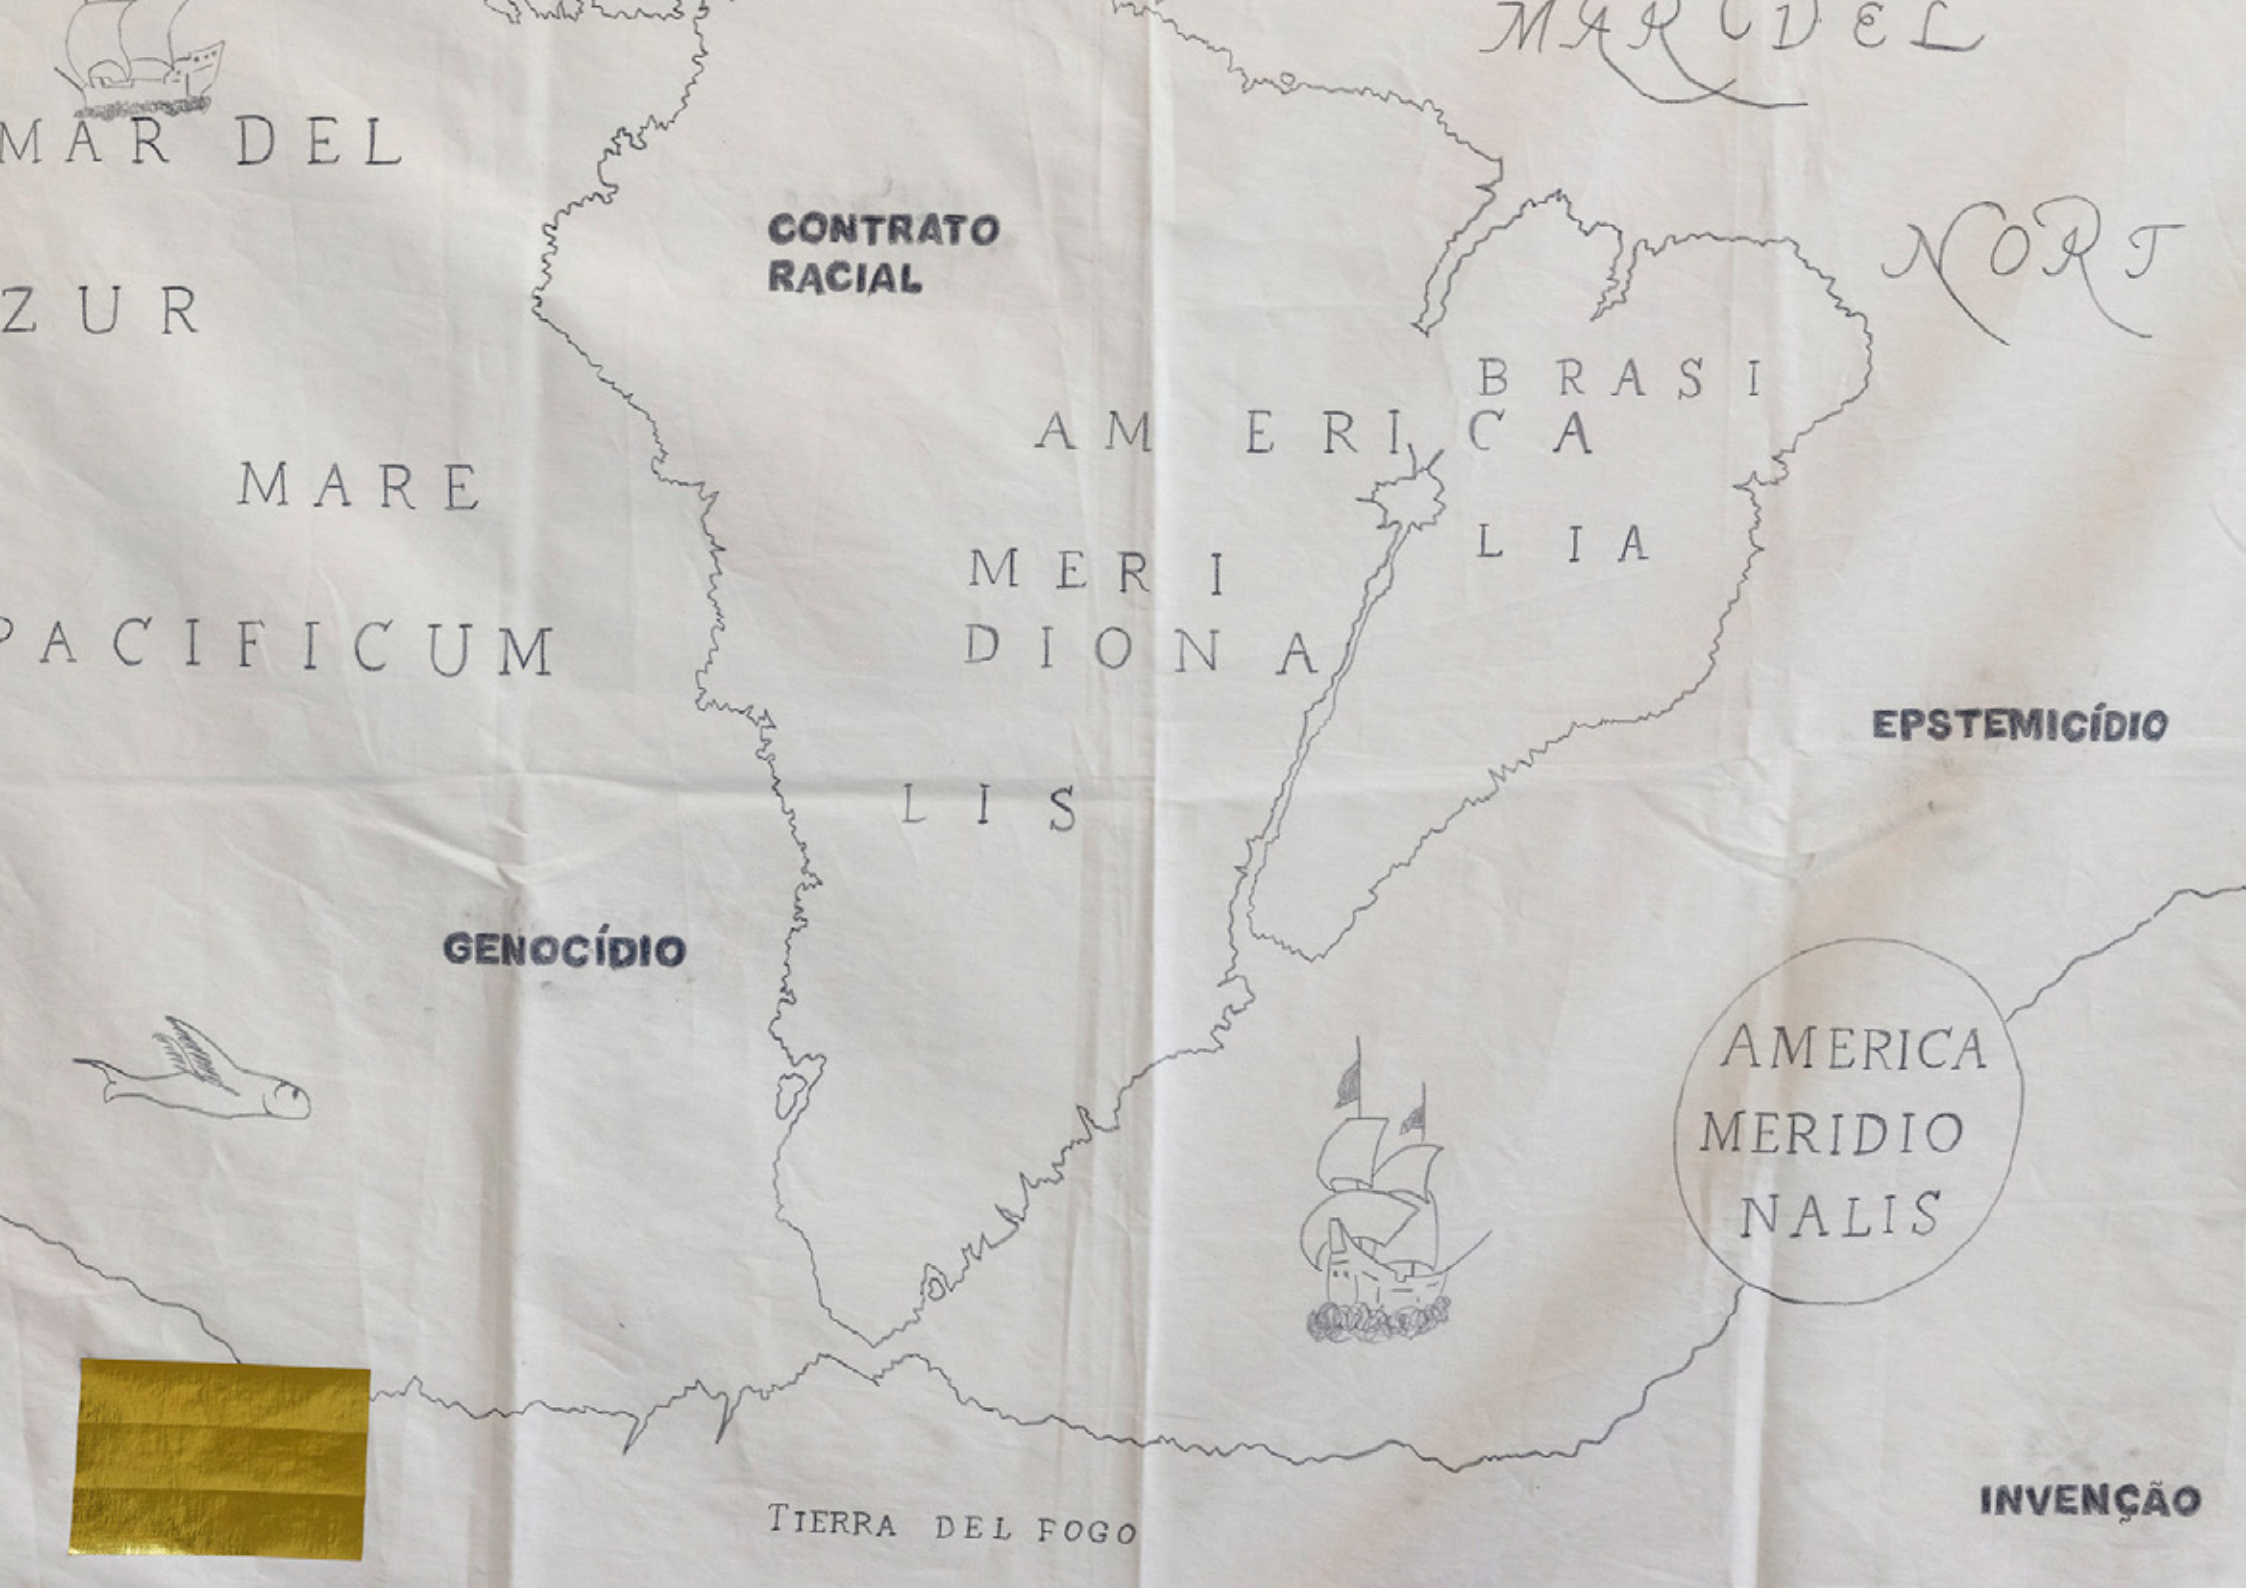 MAR DEL
MAR DEL
ZUR
NORT
CONTRATO
RACIAL
BRASI
AMERICA
MARE
LIA
MERI
DIONA
PACIFICUM
EPSTEMICÍDIO
LIS
GENOCÍDIO
AMERICA
MERIDIO
NALIS
INVENÇÃO
TIERRA DEL FOGO